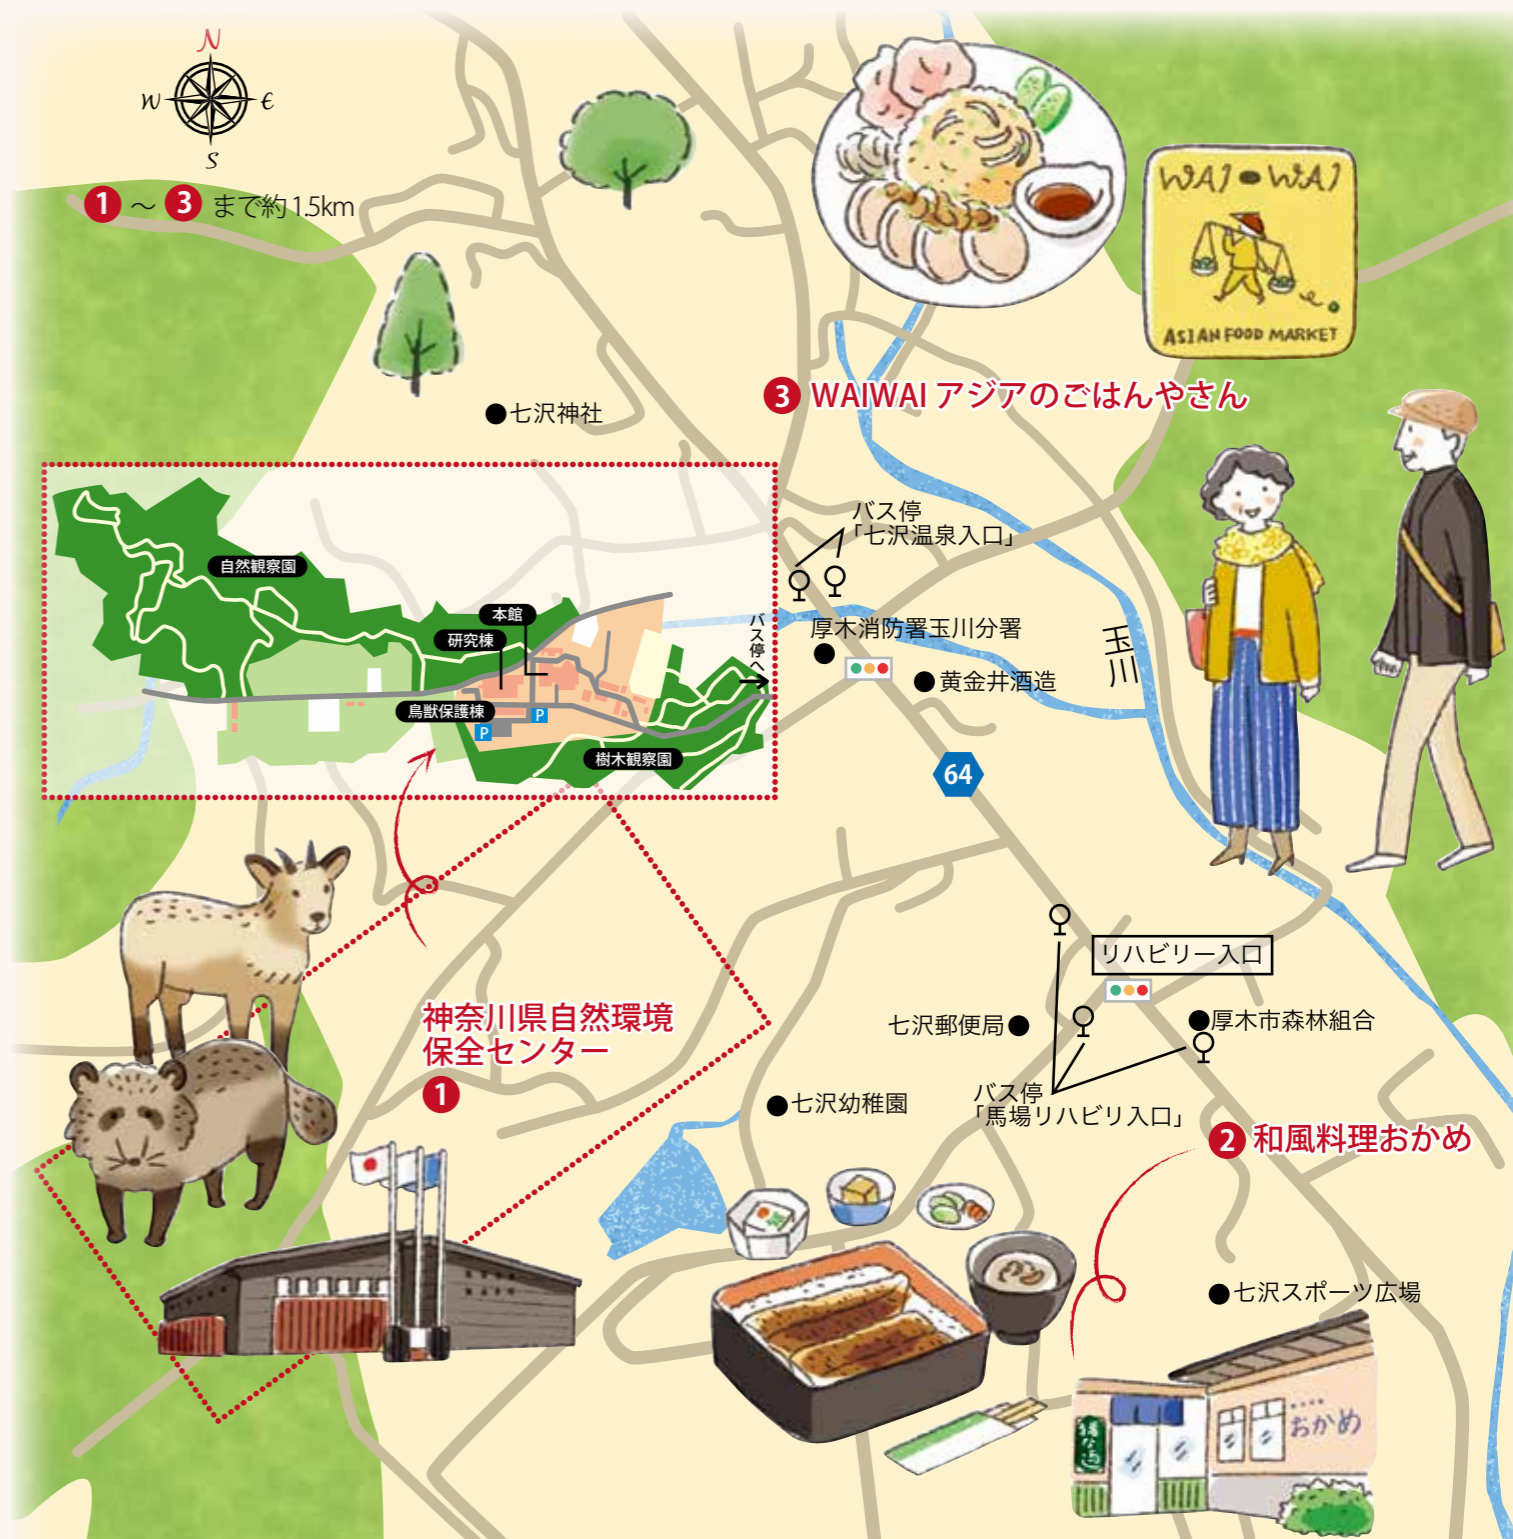 N
W
E
S
1 ～ 3 まで約1.5km
WAI-WAI
ASIAN FOOD MARKET
3 WAIWAI アジアのごはんやさん
七沢神社
バス停
「七沢温泉入口」
自然観察園
本館
研究棟
鳥獣保護棟
P
P
樹木観察園
バス停へ
厚木消防署玉川分署
黄金井酒造
玉川
64
リハビリー入口
七沢郵便局
厚木市森林組合
バス停
「馬場リハビリ入口」
神奈川県自然環境
保全センター
1
七沢幼稚園
2 和風料理おかめ
七沢スポーツ広場
おかめ